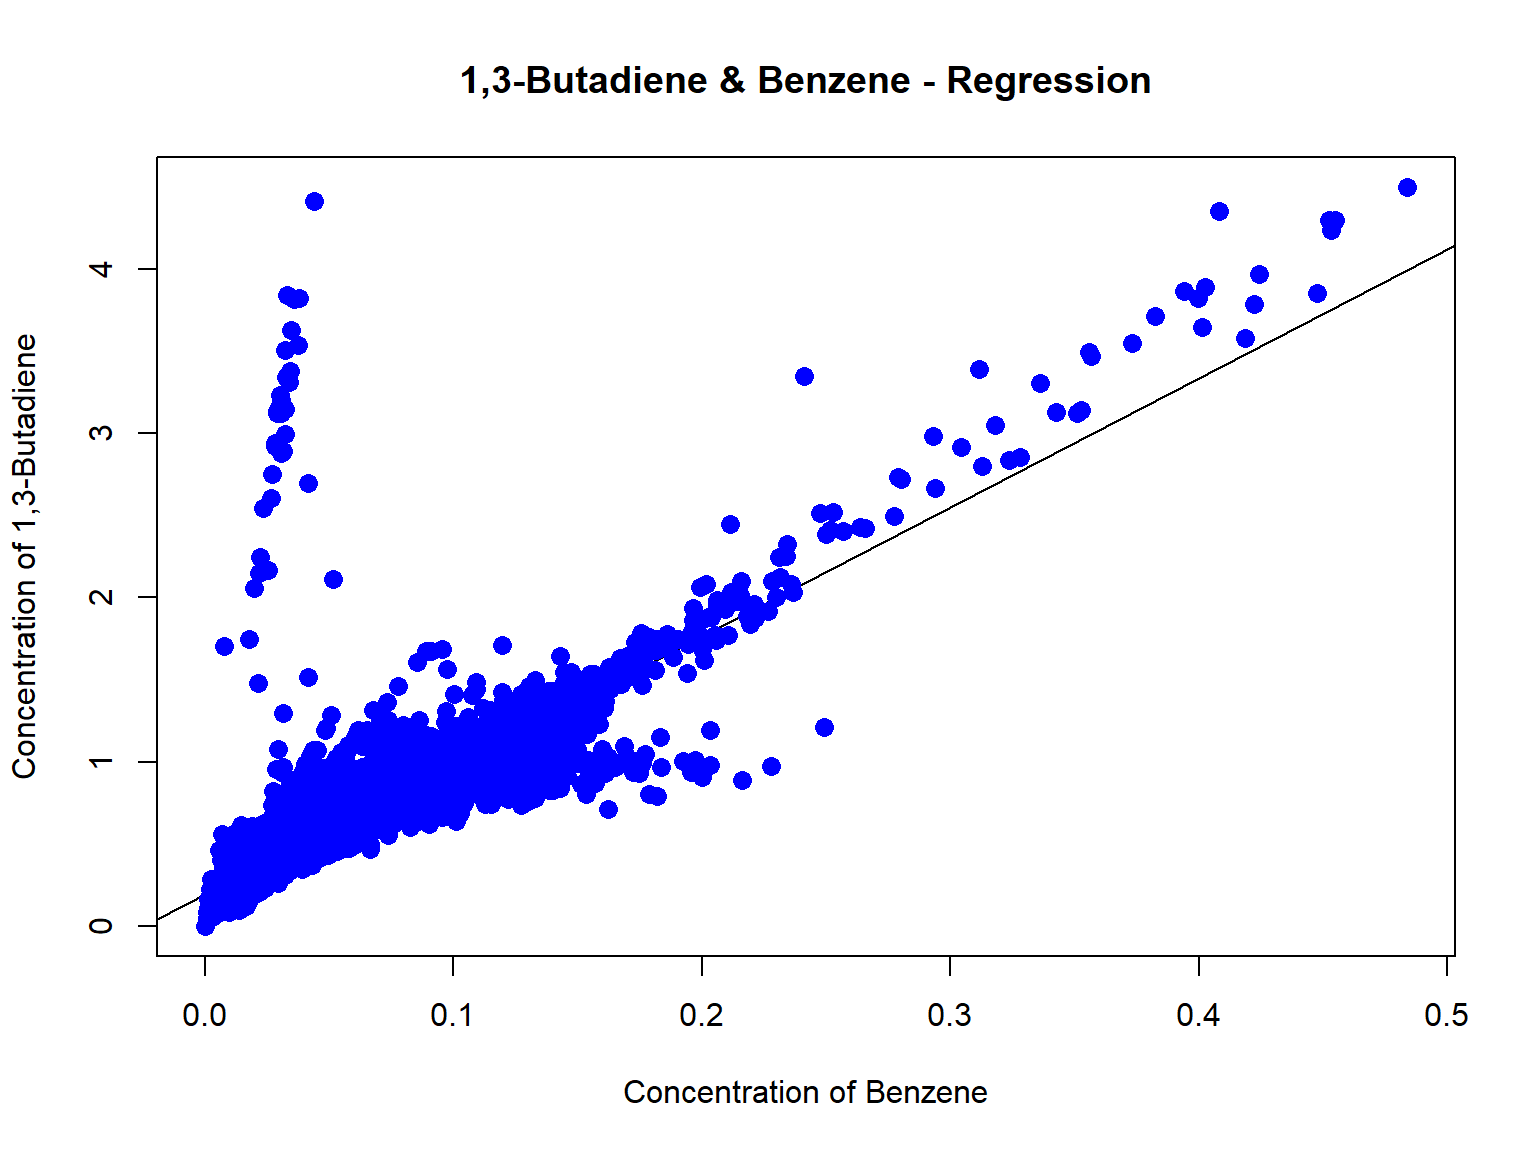 1,3-Butadiene & Benzene - Regression
Concentration of 1,3-Butadiene
4
3
2
1
0
0.0 0.1 0.2 0.3 0.4 0.5
Concentration of Benzene